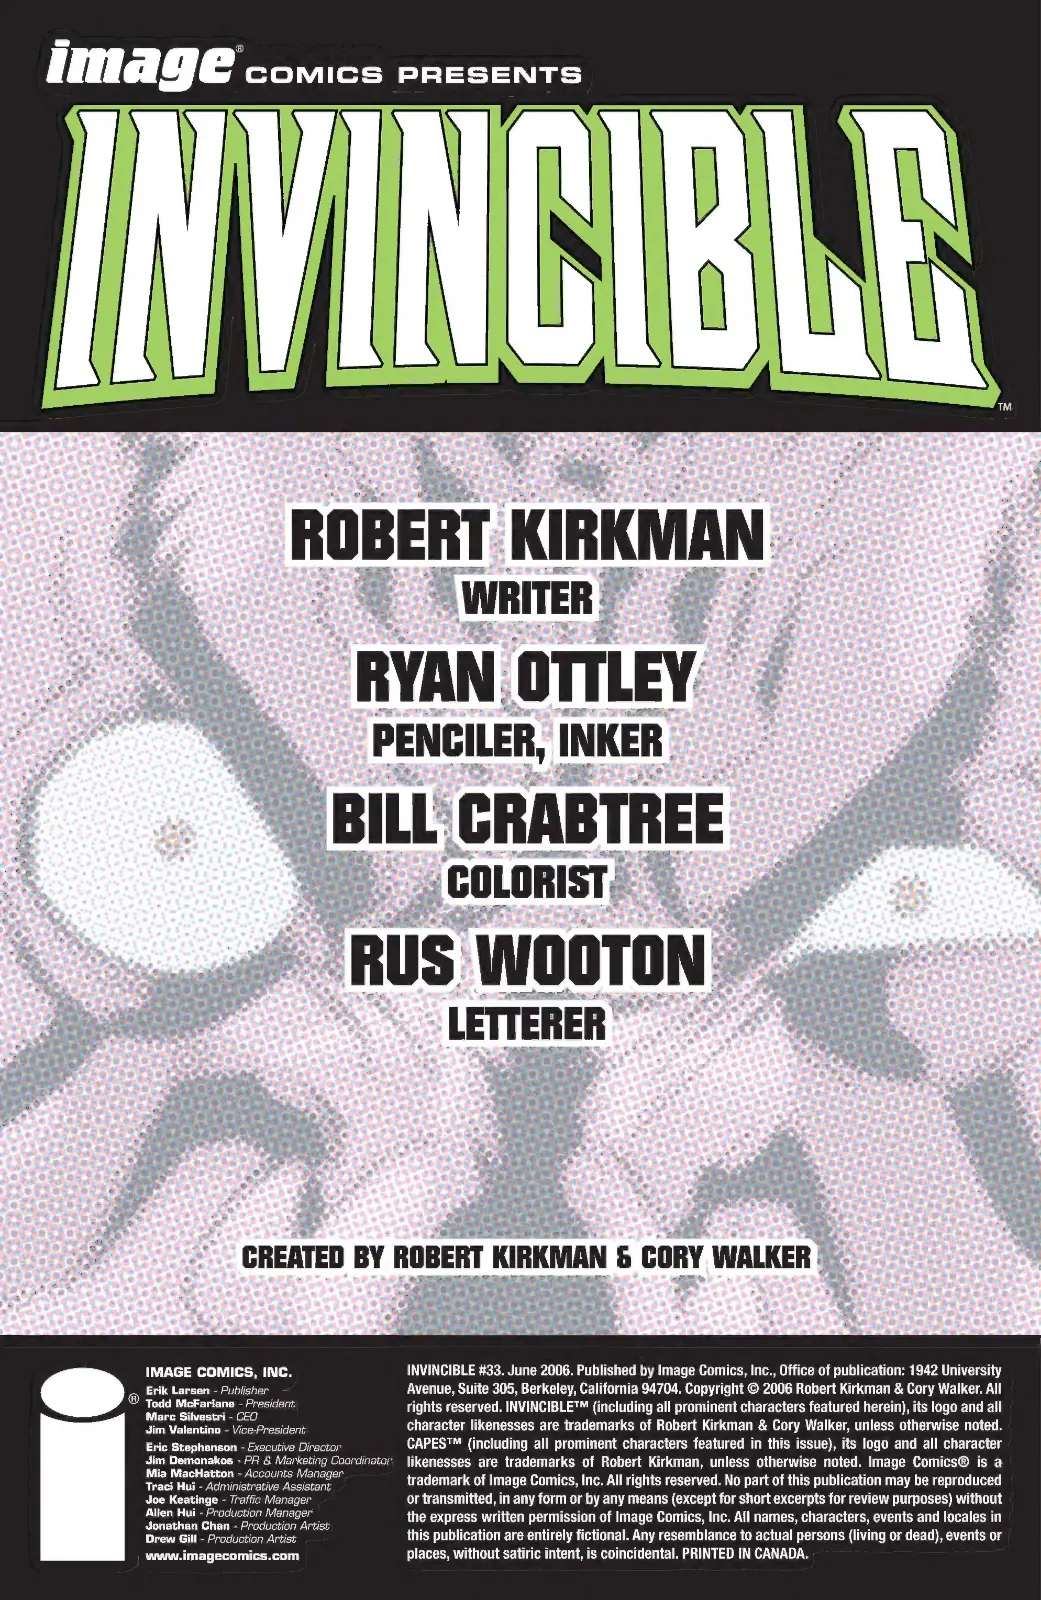 image® COMICS PRESENTS
INVINCIBLE™
ROBERT KIRKMAN
WRITER
RYAN OTTLEY
PENCILER, INKER
BILL CRABTREE
COLORIST
RUS WOOTON
LETTERER
CREATED BY ROBERT KIRKMAN & CORY WALKER
®
IMAGE COMICS, INC.
Erik Larsen - Publisher
Todd McFarlane - President
Marc Silvestri - CEO
Jim Valentino - Vice-President
Eric Stephenson - Executive Director
Jim Demonakos - PR & Marketing Coordinator
Mia MacHatton - Accounts Manager
Traci Hui - Administrative Assistant
Joe Keatinge - Traffic Manager
Allen Hui - Production Manager
Jonathan Chan - Production Artist
Drew Gill - Production Artist
www.imagecomics.com
INVINCIBLE #33. June 2006. Published by Image Comics, Inc., Office of publication: 1942 University
Avenue, Suite 305, Berkeley, California 94704. Copyright © 2006 Robert Kirkman & Cory Walker. All
rights reserved. INVINCIBLE™ (including all prominent characters featured herein), its logo and all
character likenesses are trademarks of Robert Kirkman & Cory Walker, unless otherwise noted.
CAPES™ (including all prominent characters featured in this issue), its logo and all character
likenesses are trademarks of Robert Kirkman, unless otherwise noted. Image Comics® is a
trademark of Image Comics, Inc. All rights reserved. No part of this publication may be reproduced
or transmitted, in any form or by any means (except for short excerpts for review purposes) without
the express written permission of Image Comics, Inc. All names, characters, events and locales in
this publication are entirely fictional. Any resemblance to actual persons (living or dead), events or
places, without satiric intent, is coincidental. PRINTED IN CANADA.